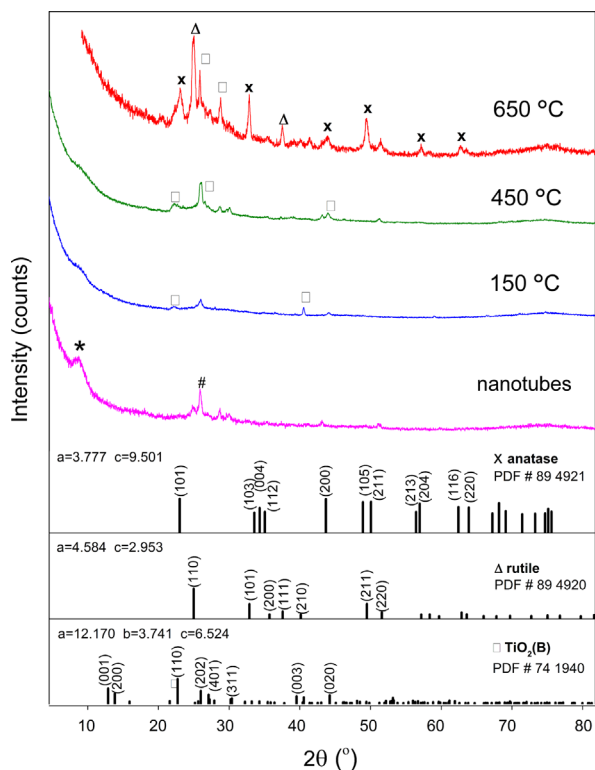 Δ
x □ x □ Δ x x x x
650 °C
□ □ □
450 °C
□ □
150 °C
*
#
nanotubes
Intensity (counts)
a=3.777 c=9.501
X anatase
PDF # 89 4921
(101) (103) (004) (112) (200) (105) (211) (213) (204) (116) (220)
a=4.584 c=2.953
Δ rutile
PDF # 89 4920
(110) (101) (200) (111) (210) (211) (220)
a=12.170 b=3.741 c=6.524
□ TiO₂(B)
PDF # 74 1940
(001) (200) □ (110) (202) (401) (311) (003) (020)
10 20 30 40 50 60 70 80
2θ (°)